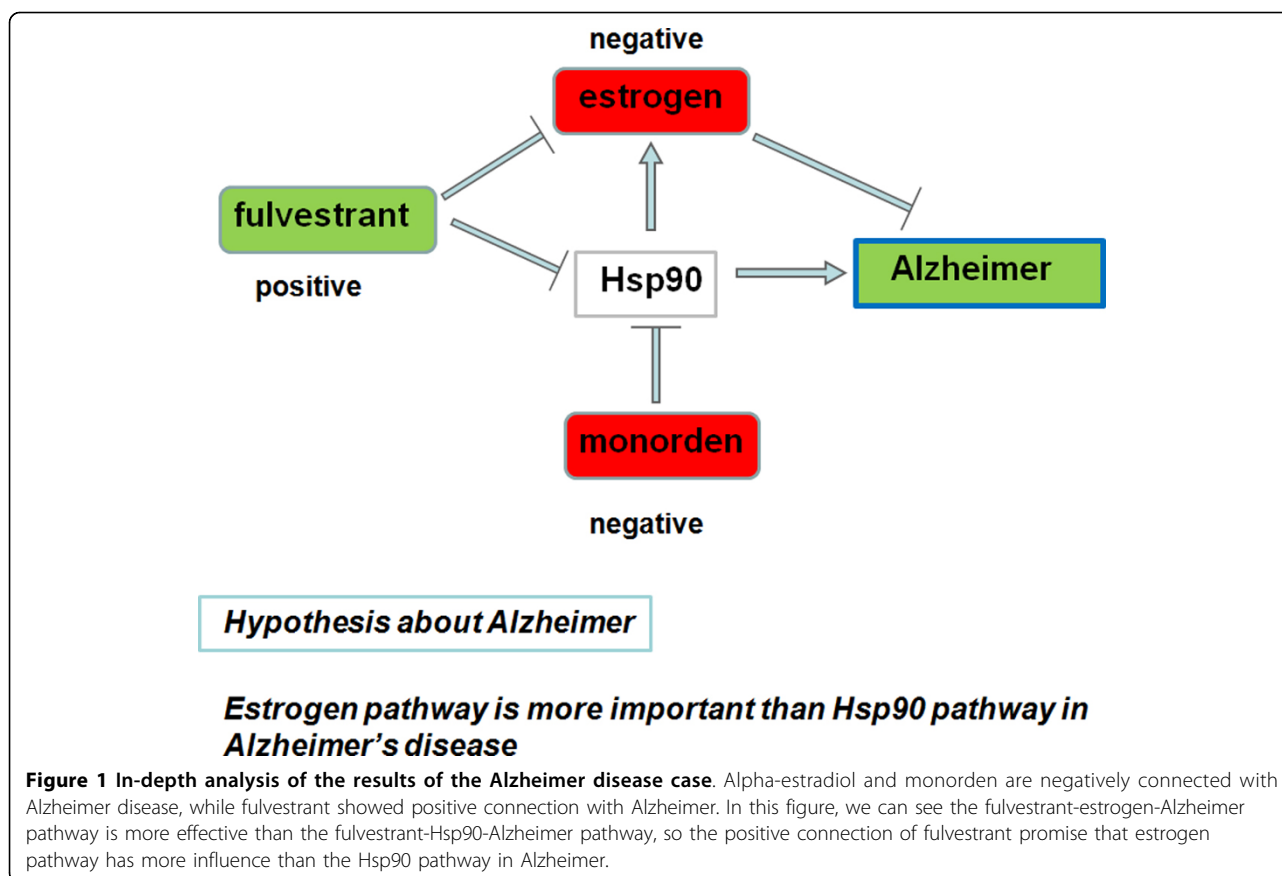 negative
estrogen
fulvestrant
positive
Hsp90
Alzheimer
monorden
negative
Hypothesis about Alzheimer
Estrogen pathway is more important than Hsp90 pathway in
Alzheimer's disease
Figure 1 In-depth analysis of the results of the Alzheimer disease case. Alpha-estradiol and monorden are negatively connected with
Alzheimer disease, while fulvestrant showed positive connection with Alzheimer. In this figure, we can see the fulvestrant-estrogen-Alzheimer
pathway is more effective than the fulvestrant-Hsp90-Alzheimer pathway, so the positive connection of fulvestrant promise that estrogen
pathway has more influence than the Hsp90 pathway in Alzheimer.